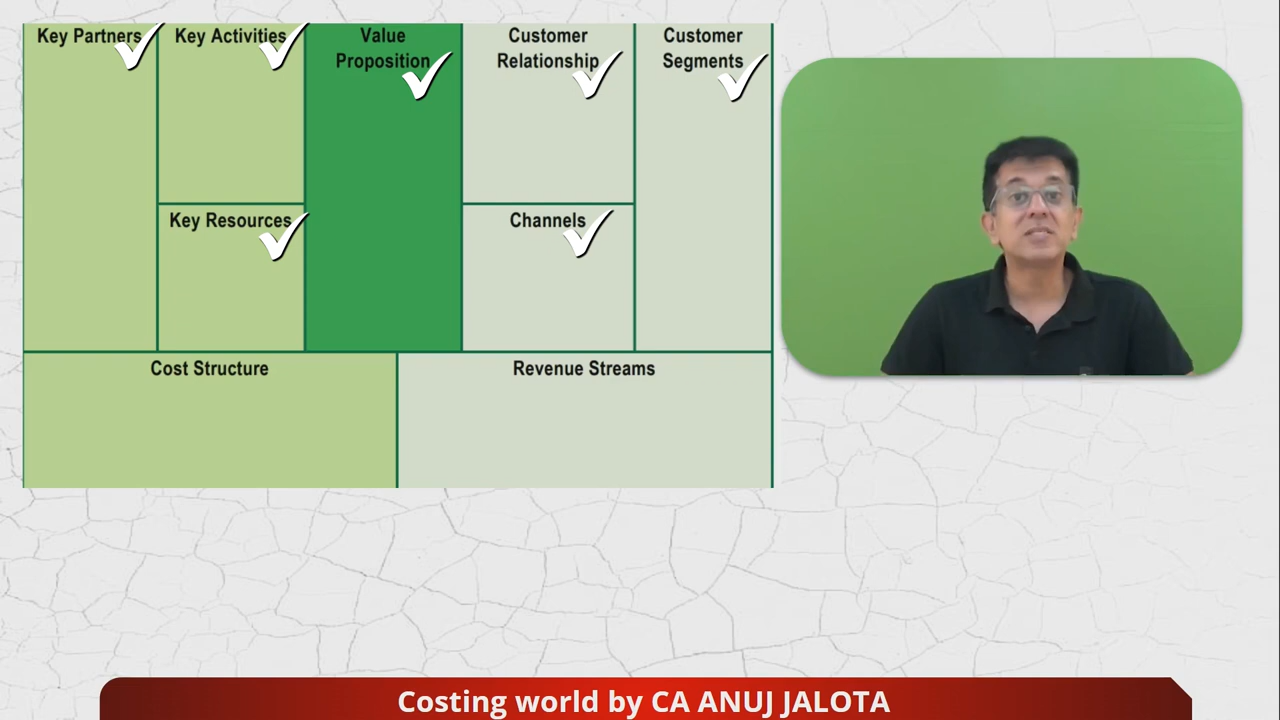 Key Partners
Key Activities
Value
Proposition
Customer
Relationship
Customer
Segments
Key Resources
Channels
Cost Structure
Revenue Streams
Costing world by CA ANUJ JALOTA